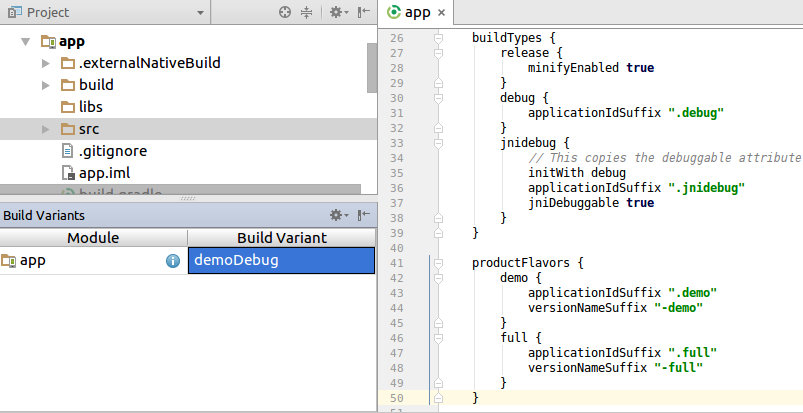 Project
app
.externalNativeBuild
build
libs
src
.gitignore
app.iml
build.gradle
Build Variants
Module Build Variant
app demoDebug
app
26 buildTypes {
27 release {
28 minifyEnabled true
29 }
30 debug {
31 applicationIdSuffix ".debug"
32 }
33 jnidebug {
34 // This copies the debuggable attribute
35 initWith debug
36 applicationIdSuffix ".jnidebug"
37 jniDebuggable true
38 }
39 }
40
41 productFlavors {
42 demo {
43 applicationIdSuffix ".demo"
44 versionNameSuffix "-demo"
45 }
46 full {
47 applicationIdSuffix ".full"
48 versionNameSuffix "-full"
49 }
50 }